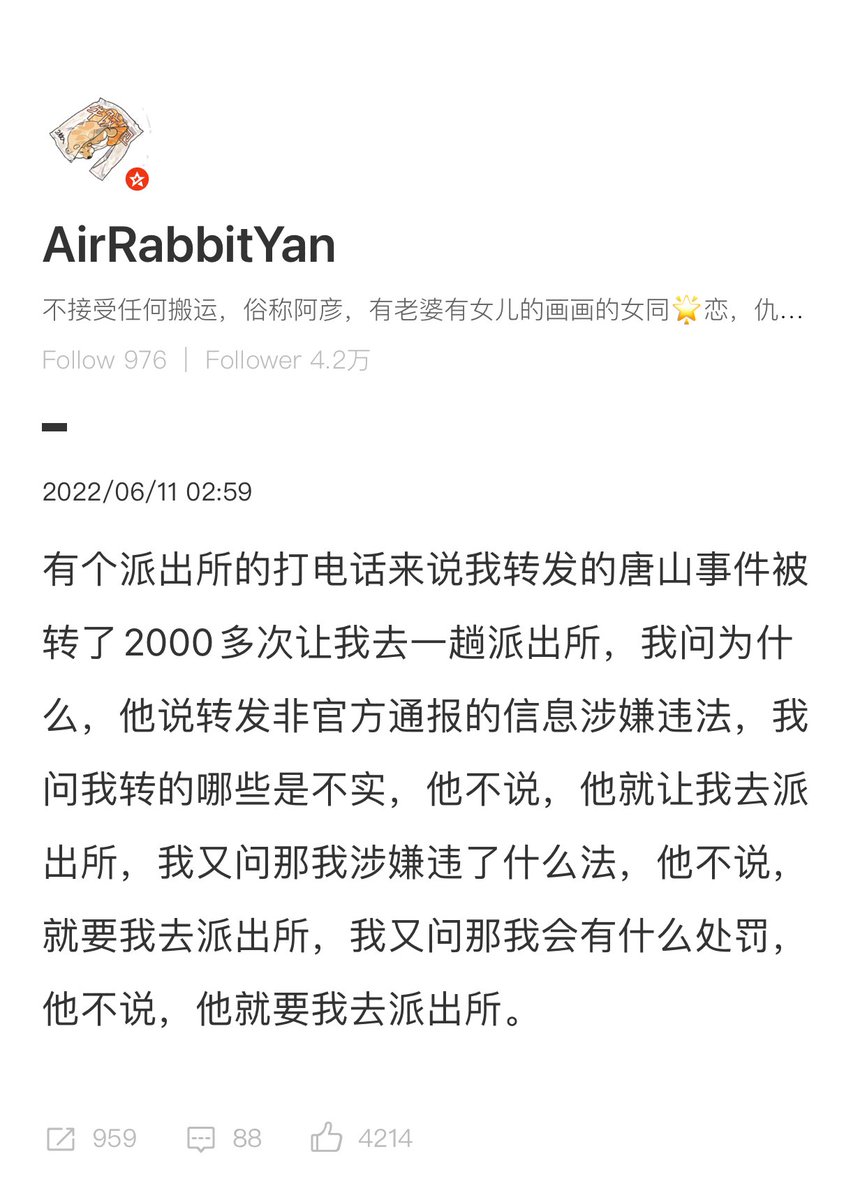 AirRabbitYan
不接受任何搬运，俗称阿彦，有老婆有女儿的画画的女同🌟恋，仇...
Follow 976 | Follower 4.2万
2022/06/11 02:59
有个派出所的打电话来说我转发的唐山事件被
转了2000多次让我去一趟派出所，我问为什
么，他说转发非官方通报的信息涉嫌违法，我
问我转的哪些是不实，他不说，他就让我去派
出所，我又问那我涉嫌违了什么法，他不说，
就要我去派出所，我又问那我会有什么处罚，
他不说，他就要我去派出所。
959 88 4214